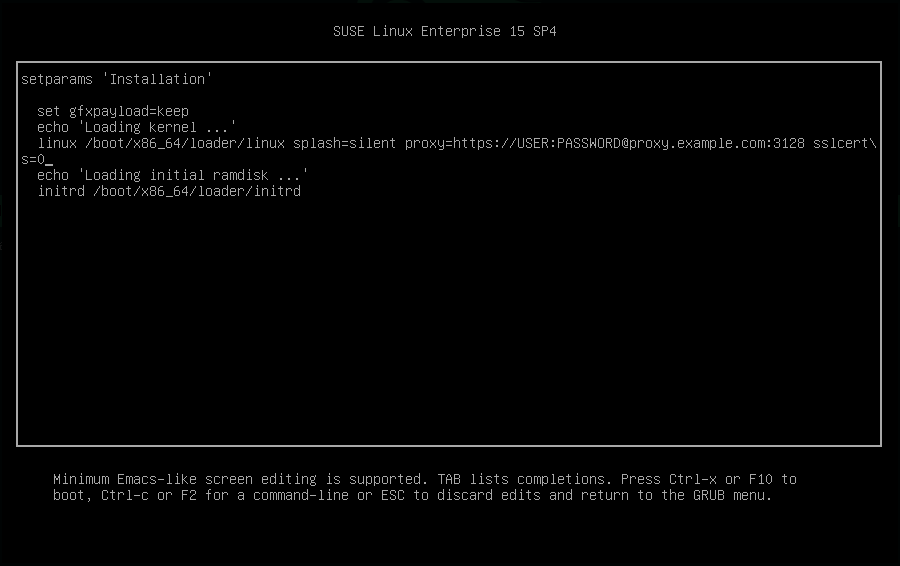 SUSE Linux Enterprise 15 SP4
setparams 'Installation'
set gfxpayload=keep
echo 'Loading kernel ...'
linux /boot/x86_64/loader/linux splash=silent proxy=https://USER:PASSWORD@proxy.example.com:3128 sslcert\
s=0_
echo 'Loading initial ramdisk ...'
initrd /boot/x86_64/loader/initrd
Minimum Emacs-like screen editing is supported. TAB lists completions. Press Ctrl-x or F10 to
boot, Ctrl-c or F2 for a command-line or ESC to discard edits and return to the GRUB menu.